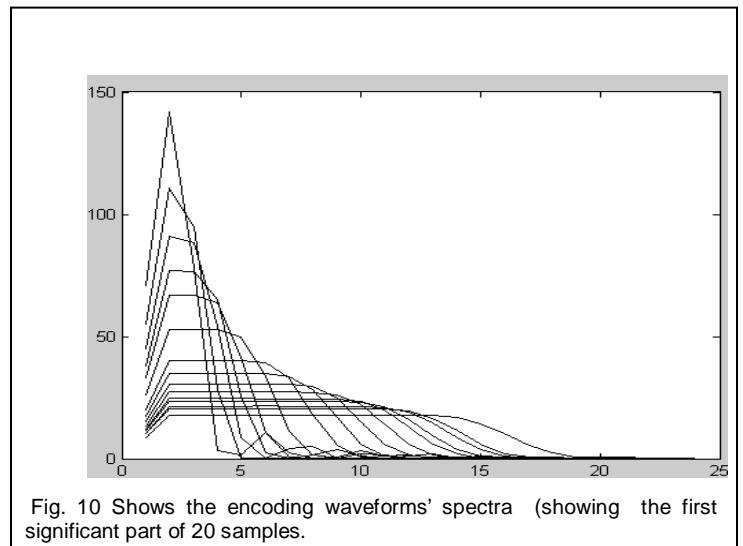 150
100
50
0
0 5 10 15 20 25
Fig. 10 Shows the encoding waveforms' spectra (showing the first
significant part of 20 samples.